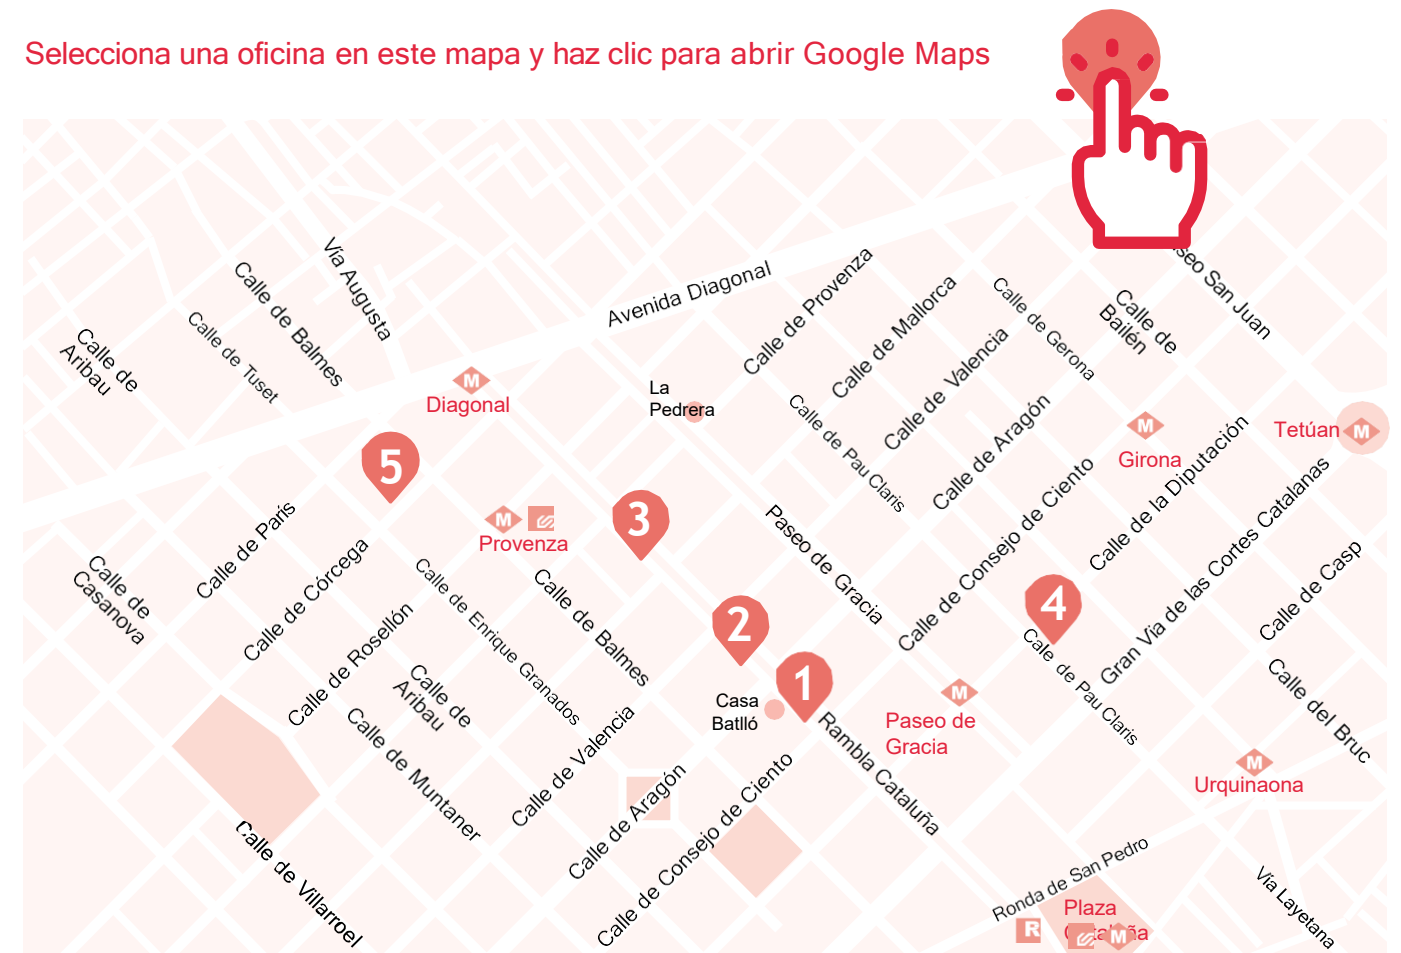 Selecciona una oficina en este mapa y haz clic para abrir Google Maps
Vía Augusta
Calle de Balmes
Calle de Tuset
Calle de
Aribau
Avenida Diagonal
Calle de Provenza
Calle de Mallorca
Calle de Valencia
Calle de Gerona
Calle de
Bailén
seo San Juan
M
Diagonal
La
Pedrera
Calle de Pau Claris
Calle de Aragón
M
Girona
Tetúan
M
5
3
M
Provenza
Calle de París
Calle de Córcega
Calle de
Casanova
Calle de Rosellón
Calle de Enrique Granados
Calle de Balmes
Paseo de Gracia
Calle de Consejo de Ciento
Calle de la Diputación
Gran Via de las Cortes Catalanas
Calle de Casp
4
2
1
Cale de Pau Claris
Calle del Bruc
Casa
Batlló
M
Paseo de
Gracia
Rambla Cataluña
Calle de
Aribau
Calle de Muntaner
Calle de Valencia
Calle de Aragón
Calle de Consejo de Ciento
M
Urquinaona
Calle de Villarroel
Ronda de San Pedro
Vía Layetana
Plaza
R
M